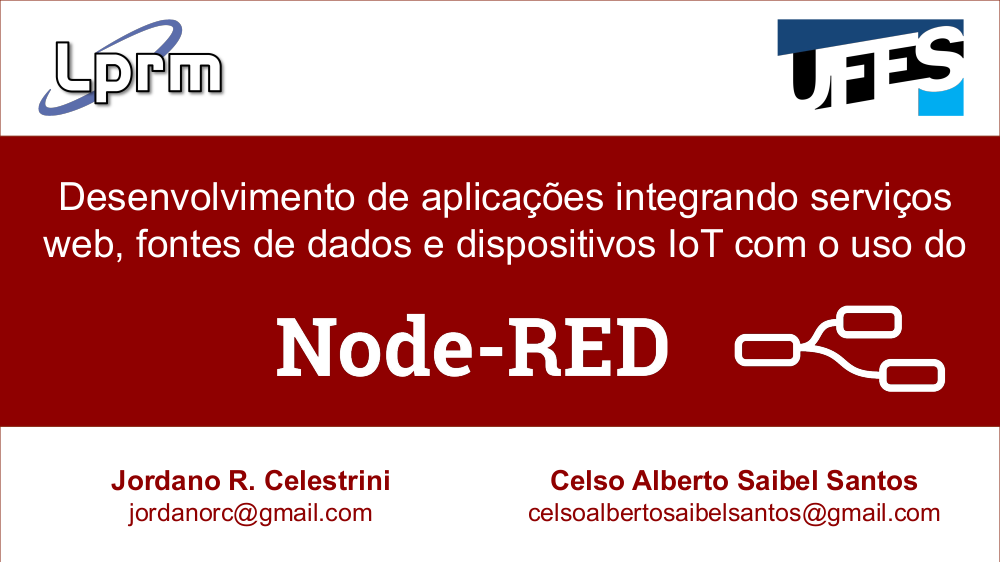 Lprm
UFES
Desenvolvimento de aplicações integrando serviços
web, fontes de dados e dispositivos IoT com o uso do
Node-RED
Jordano R. Celestrini
jordanorc@gmail.com
Celso Alberto Saibel Santos
celsoalbertosaibelsantos@gmail.com